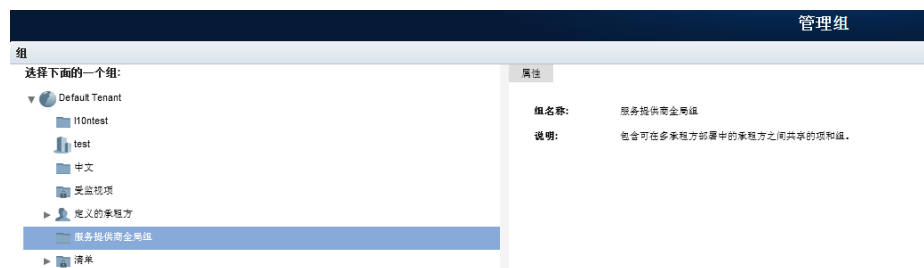 管理组
组
选择下面的一个组:
属性
Default Tenant
l10ntest
test
中文
受监视项
定义的承租方
服务提供商全局组
清单
组名称: 服务提供商全局组
说明: 包含可在多承租方部署中的承租方之间共享的项和组。